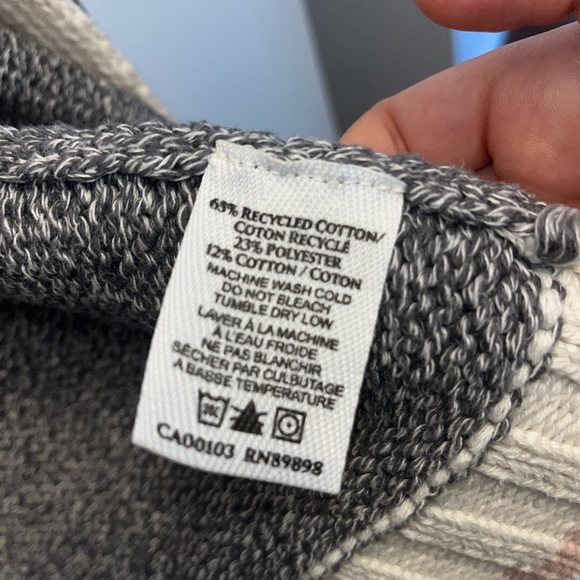 65% RECYCLED COTTON/
COTON RECYCLÉ
23% POLYESTER
12% COTTON / COTON
MACHINE WASH COLD
DO NOT BLEACH
TUMBLE DRY LOW
LAVER À LA MACHINE
À L'EAU FROIDE
NE PAS BLANCHIR
SÉCHER PAR CULBUTAGE
A BASSE TEMPÉRATURE
CA00103 RN89898